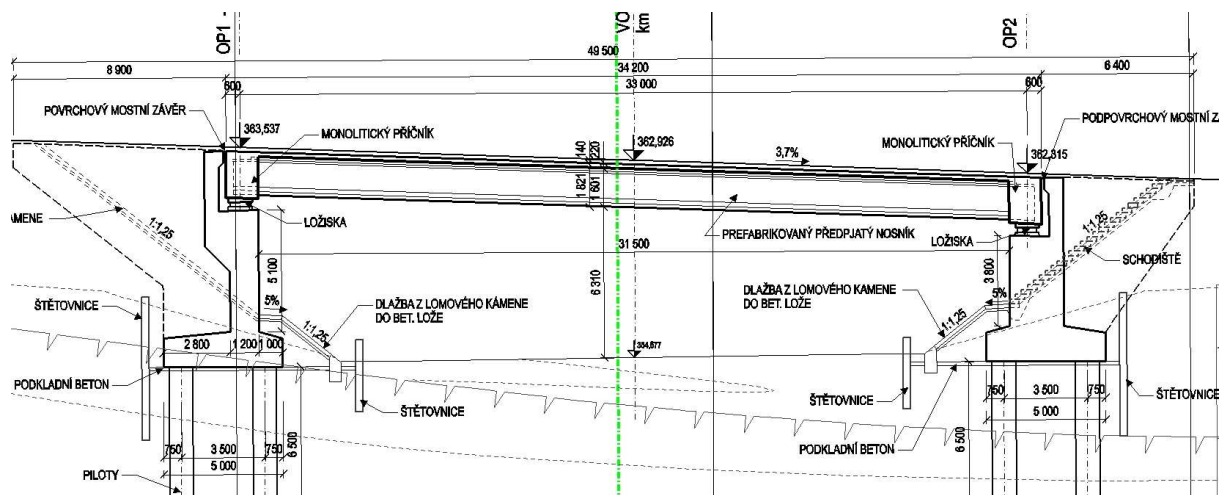 OP1 -
VO
km
OP2
49 500
8 900
34 200
6 400
600
33 000
600
POVRCHOVÝ MOSTNÍ ZÁVĚR
363,537
MONOLITICKÝ PŘÍČNÍK
140
220
362,926
3,7%
MONOLITICKÝ PŘÍČNÍK
PODPOVRCHOVÝ MOSTNÍ ZÁ
362,315
1 821
1 601
AMENE
1:1,25
LOŽISKA
PREFABRIKOVANÝ PŘEDPJATÝ NOSNÍK
LOŽISKA
1:1,25
SCHODIŠTĚ
31 500
5 100
6 310
3 800
ŠTĚTOVNICE
5%
DLAŽBA Z LOMOVÉHO KÁMENE
DO BET. LOŽE
1:1,25
DLAŽBA Z LOMOVÉHO KAMENE
DO BET. LOŽE
1:1,25
5%
2 800
1 200
1 000
354,677
PODKLADNÍ BETON
ŠTĚTOVNICE
ŠTĚTOVNICE
750
3 500
750
ŠTĚTOVNICE
5 000
750
3 500
750
6 500
5 000
PODKLADNÍ BETON
6 500
PILOTY